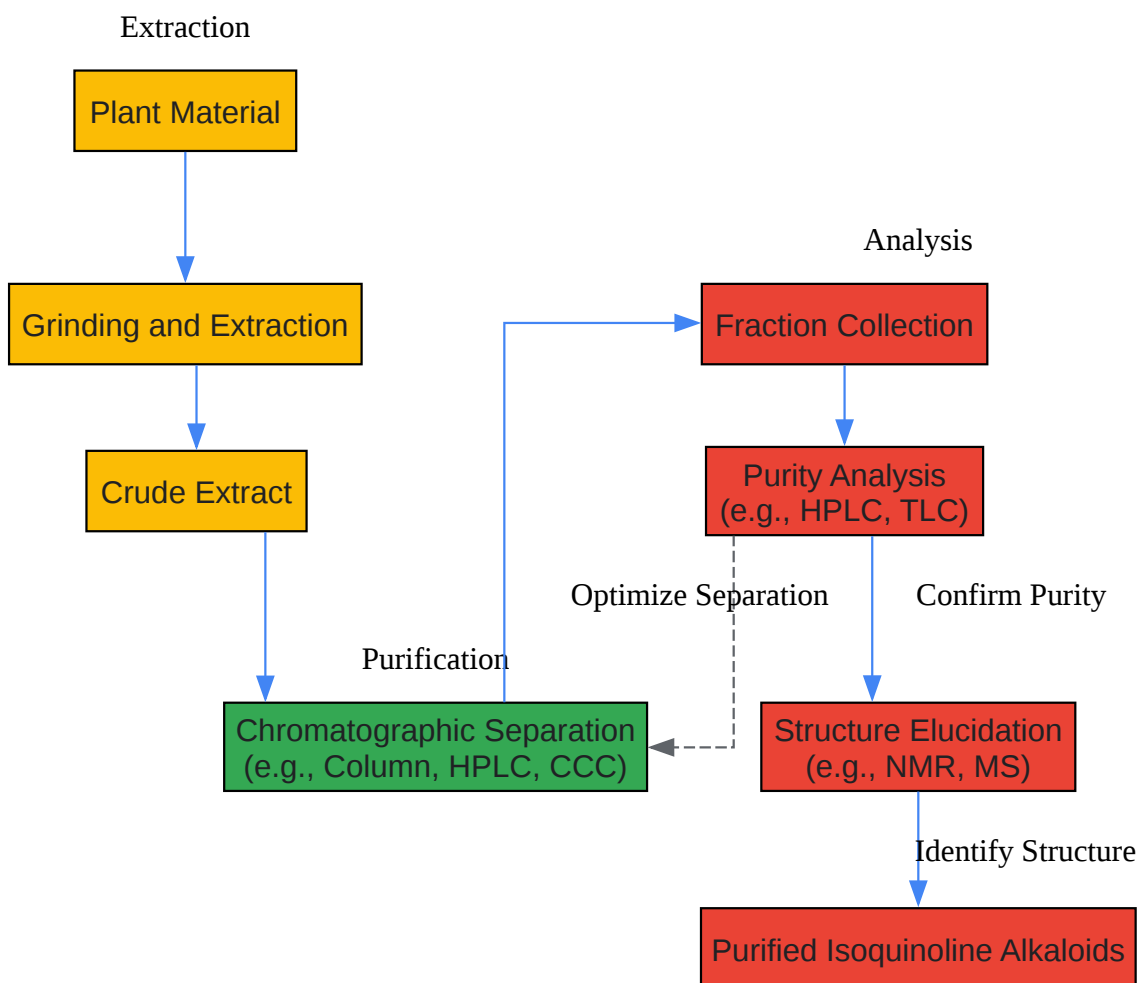 Extraction
Plant Material
Grinding and Extraction
Crude Extract
Purification
Chromatographic Separation
(e.g., Column, HPLC, CCC)
Analysis
Fraction Collection
Purity Analysis
(e.g., HPLC, TLC)
Optimize Separation
Confirm Purity
Structure Elucidation
(e.g., NMR, MS)
Identify Structure
Purified Isoquinoline Alkaloids